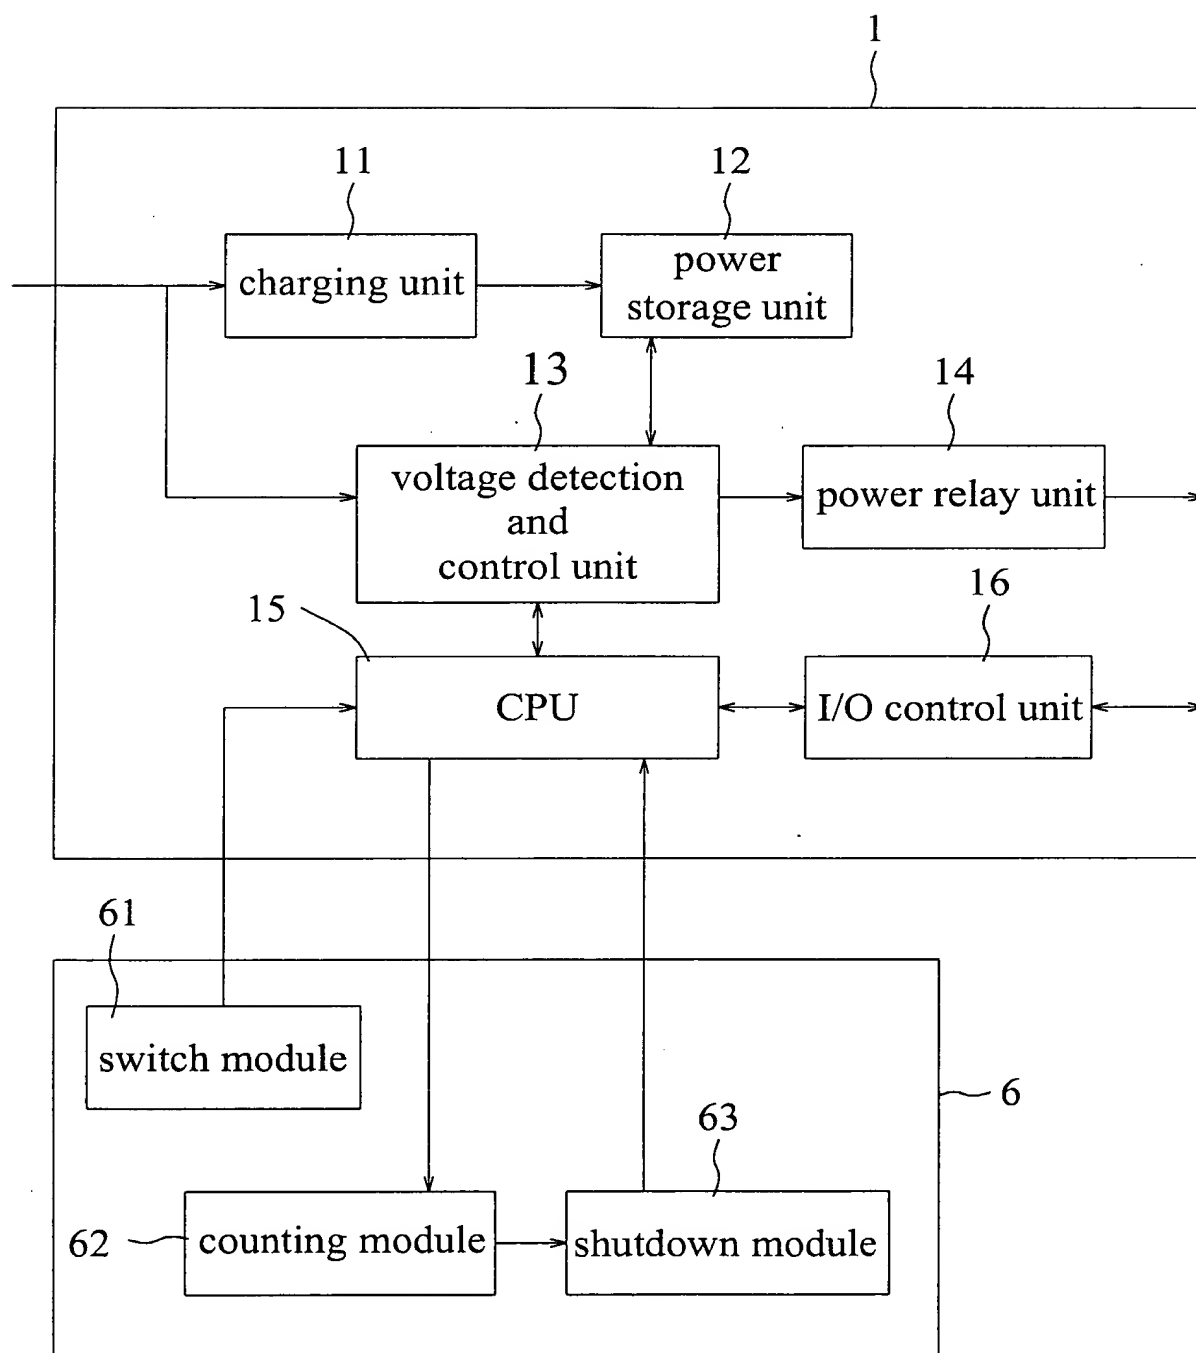 1
11
12
charging unit
power
storage unit
13
14
voltage detection
and
control unit
power relay unit
15
16
CPU
I/O control unit
61
switch module
6
63
62
counting module
shutdown module